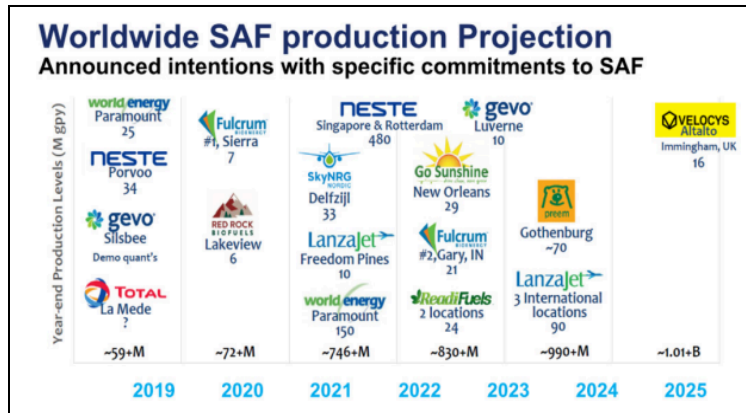 Worldwide SAF production Projection
Announced intentions with specific commitments to SAF
Year-end Production Levels (M gpy)
world energy
Paramount
25
NESTE
Porvoo
34
gevo
Silsbee
Demo quant's
TOTAL
La Mede
?
~59+M
Fulcrum
BIOENERGY
#1, Sierra
7
RED ROCK
BIOFUELS
Lakeview
6
~72+M
NESTE
Singapore & Rotterdam
480
SkyNRG
NORDIC
Delfzijl
33
LanzaJet
Freedom Pines
10
world energy
Paramount
150
~746+M
gevo
Luverne
10
Go Sunshine
New Orleans
29
Fulcrum
BIOENERGY
#2,Gary, IN
21
ReadiFuels
2 locations
24
~830+M
preem
Gothenburg
~70
LanzaJet
3 International
locations
90
~990+M
VELOCYS
Altalto
Immingham, UK
16
~1.01+B
2019 2020 2021 2022 2023 2024 2025